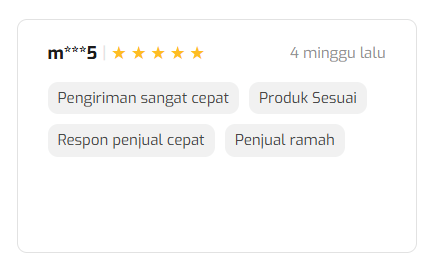 m***5 | ★ ★ ★ ★ ★ 4 minggu lalu
Pengiriman sangat cepat Produk Sesuai
Respon penjual cepat Penjual ramah